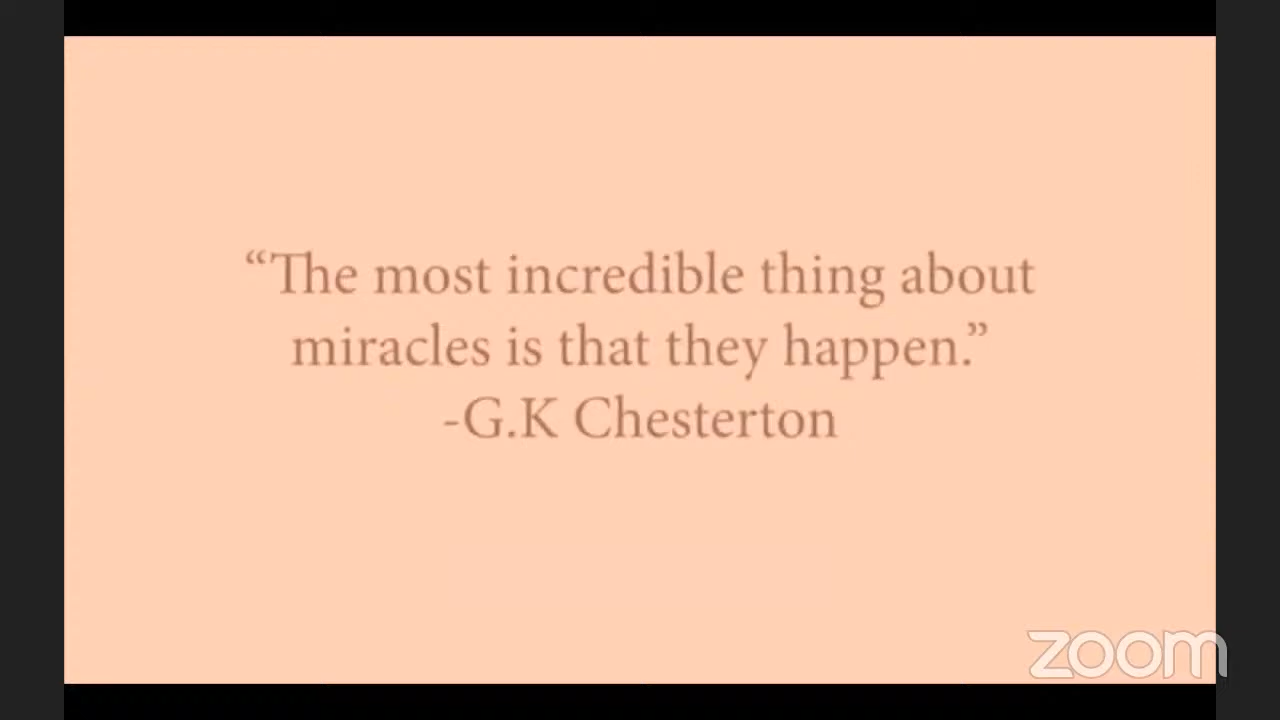 “The most incredible thing about
miracles is that they happen.”
-G.K Chesterton
zoom